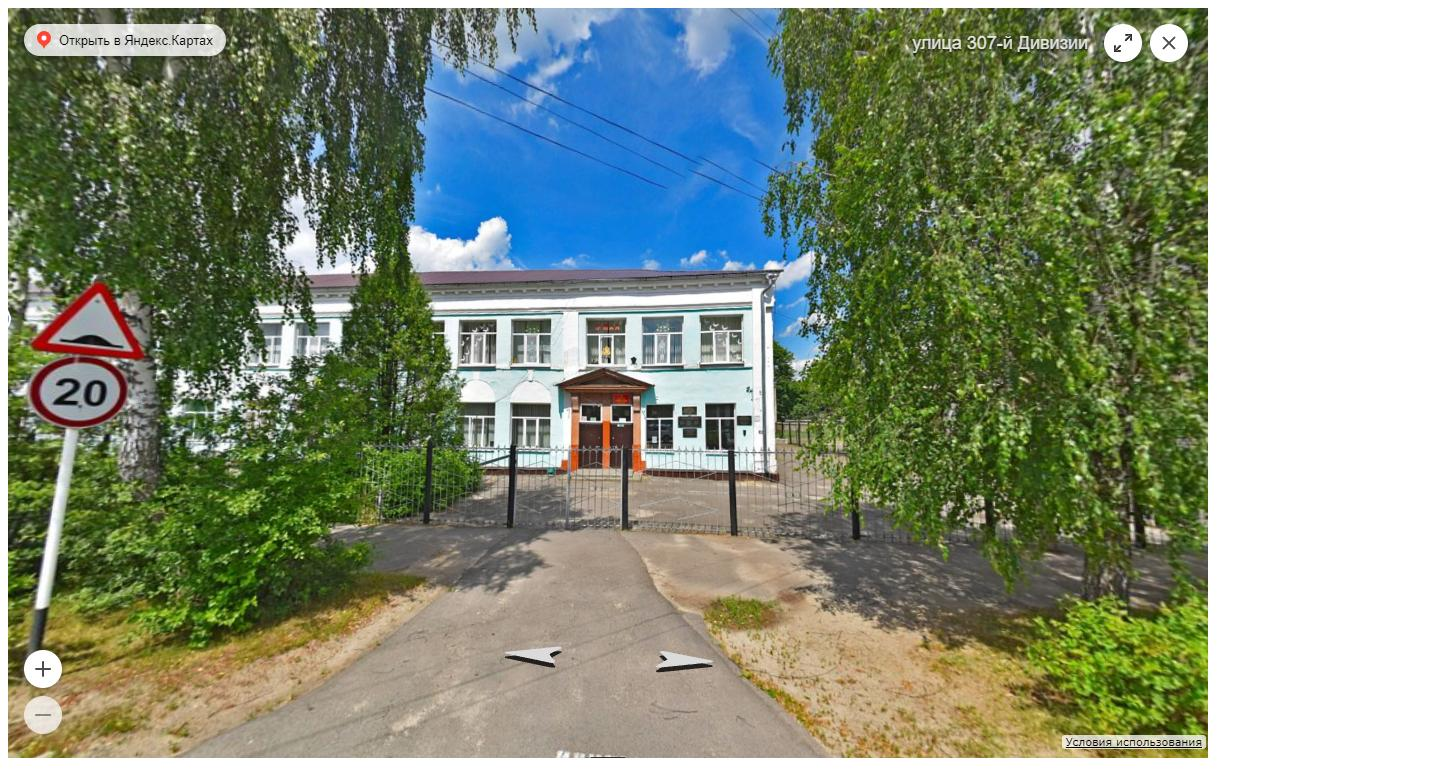 Открыть в Яндекс.Картах
улица 307-й Дивизии
20
Условия использования